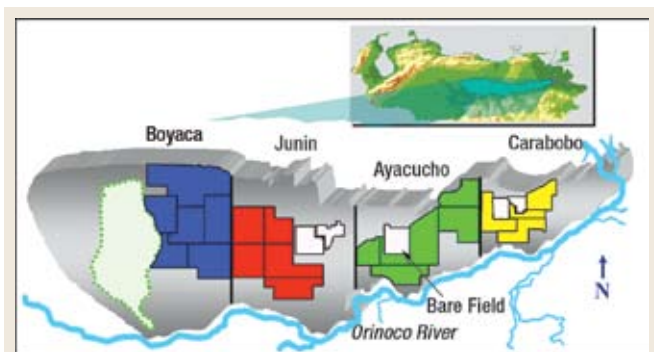 Boyaca
Junin
Ayacucho
Carabobo
Bare Field
Orinoco River
N